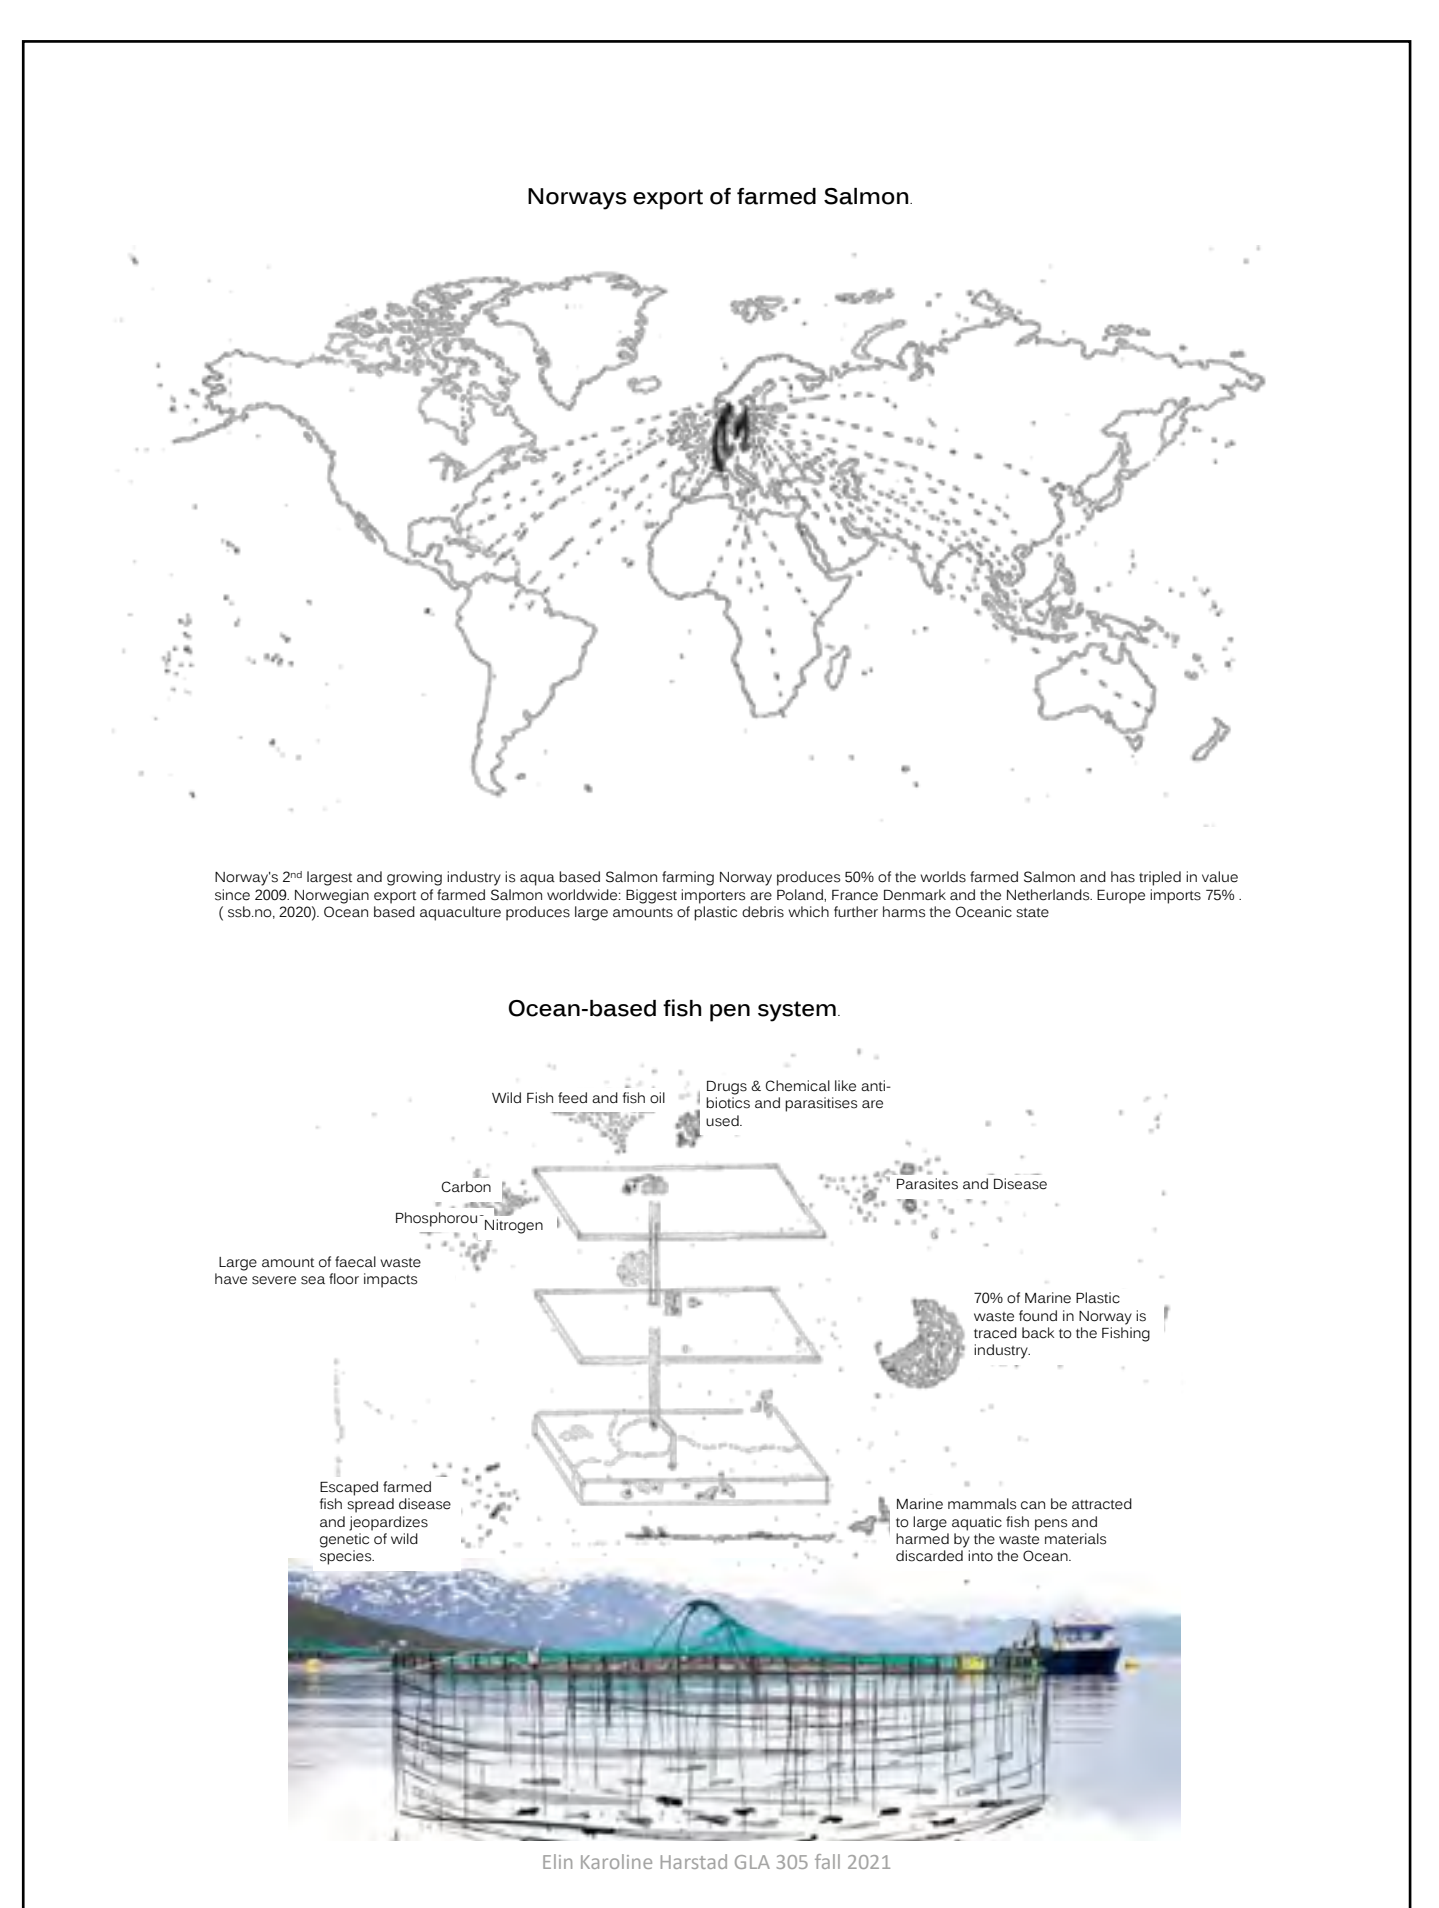 Norways export of farmed Salmon.
Norway's 2nd largest and growing industry is aqua based Salmon farming Norway produces 50% of the worlds farmed Salmon and has tripled in value
since 2009. Norwegian export of farmed Salmon worldwide: Biggest importers are Poland, France Denmark and the Netherlands. Europe imports 75% .
( ssb.no, 2020). Ocean based aquaculture produces large amounts of plastic debris which further harms the Oceanic state
Ocean-based fish pen system.
Wild Fish feed and fish oil
Drugs & Chemical like anti-
biotics and parasitises are
used.
Carbon
Phosphorou
Nitrogen
Parasites and Disease
Large amount of faecal waste
have severe sea floor impacts
70% of Marine Plastic
waste found in Norway is
traced back to the Fishing
industry.
Escaped farmed
fish spread disease
and jeopardizes
genetic of wild
species.
Marine mammals can be attracted
to large aquatic fish pens and
harmed by the waste materials
discarded into the Ocean.
Elin Karoline Harstad GLA 305 fall 2021